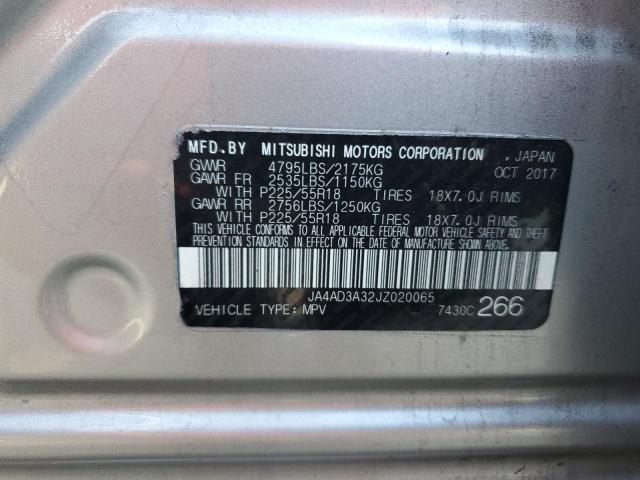 MFD. BY MITSUBISHI MOTORS CORPORATION . JAPAN
GVWR 4795LBS/2175KG OCT 2017
GAWR FR 2535LBS/1150KG
WITH P225/55R18 TIRES 18X7.0J RIMS
GAWR RR 2756LBS/1250KG
WITH P225/55R18 TIRES 18X7.0J RIMS
THIS VEHICLE CONFORMS TO ALL APPLICABLE FEDERAL MOTOR VEHICLE SAFETY AND THEFT
PREVENTION STANDARDS IN EFFECT ON THE DATE OF MANUFACTURE SHOWN ABOVE.
JA4AD3A32JZ020065
VEHICLE TYPE: MPV 7430C 266